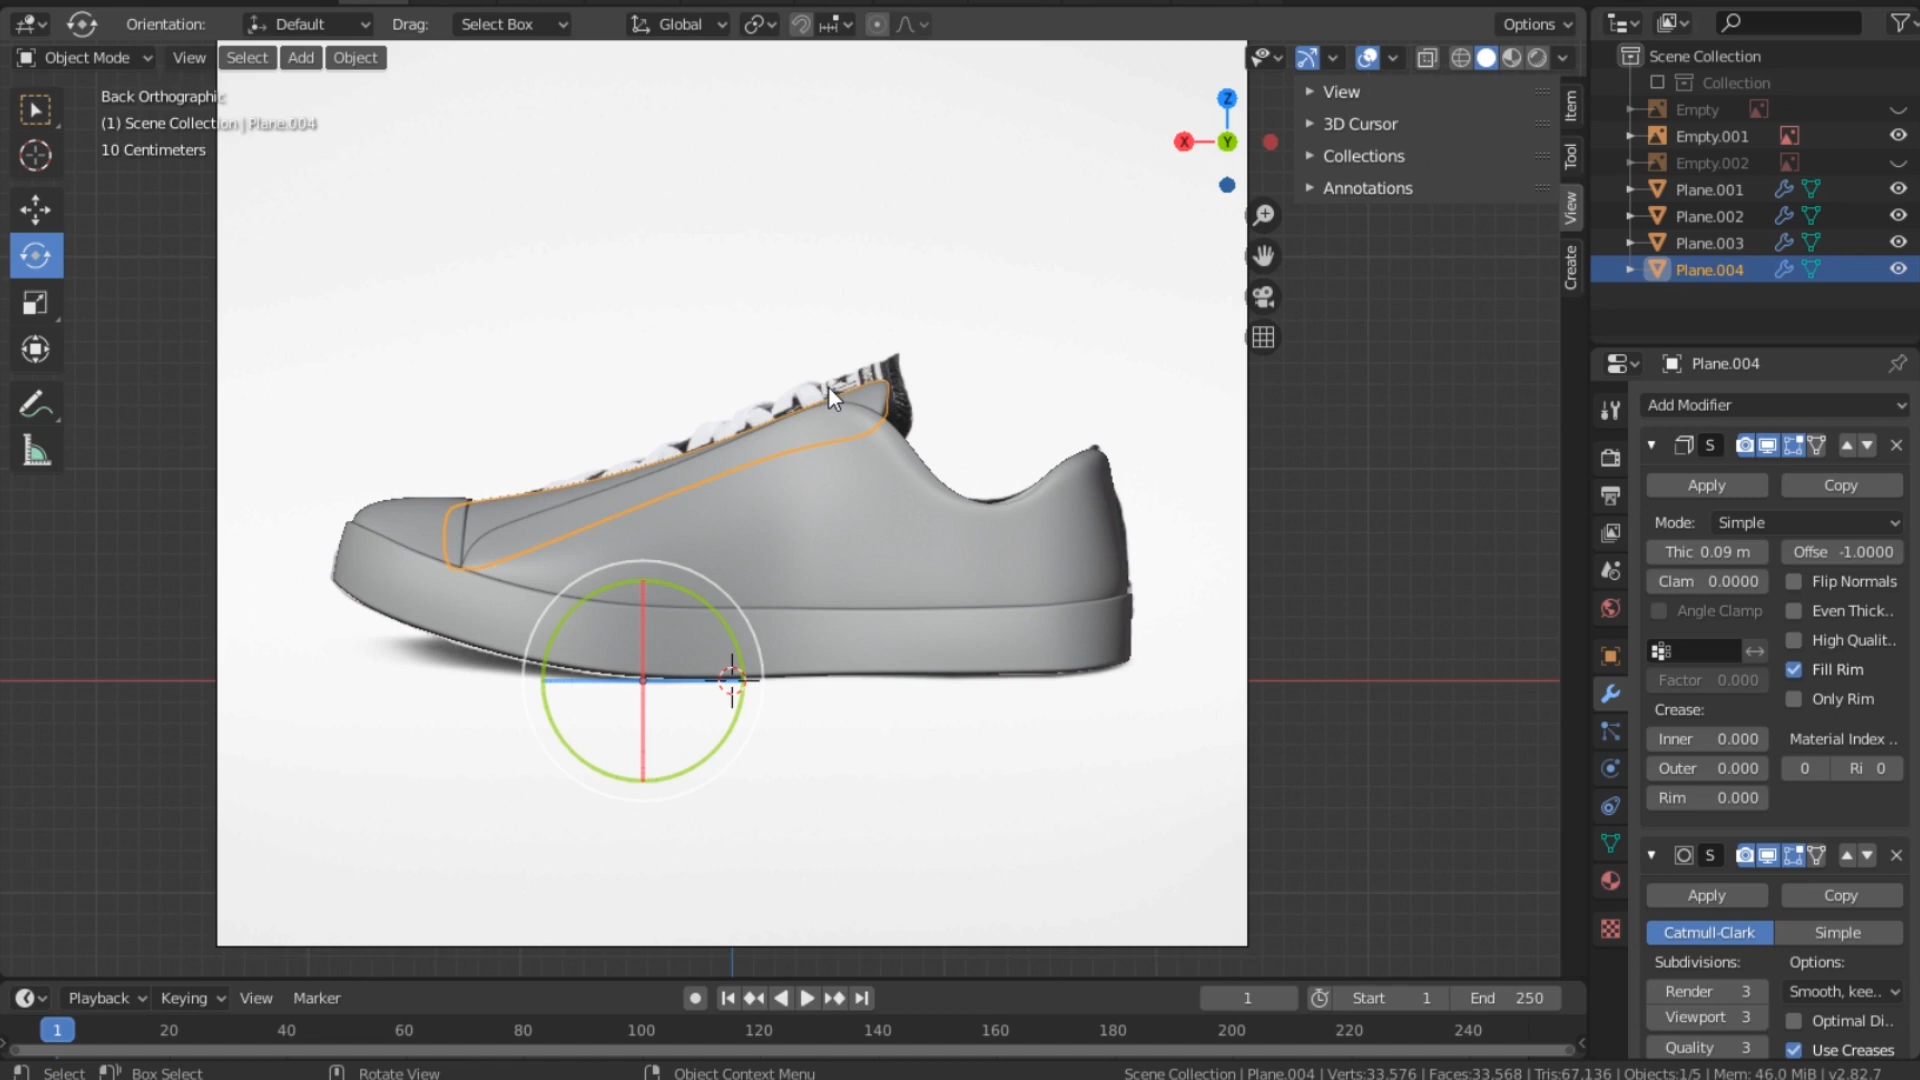 Orientation: Default Drag: Select Box Global Options
Object Mode View Select Add Object
Back Orthographic
(1) Scene Collection | Plane.004
10 Centimeters
Z
X Y
View
3D Cursor
Collections
Annotations
Item
Tool
View
Create
Scene Collection
Collection
Empty
Empty.001
Empty.002
Plane.001
Plane.002
Plane.003
Plane.004
Plane.004
Add Modifier
S
Apply Copy
Mode: Simple
Thic 0.09 m Offse -1.0000
Clam 0.0000 Flip Normals
Angle Clamp Even Thick..
High Qualit..
Fill Rim
Factor 0.000 Only Rim
Crease:
Inner 0.000 Material Index ..
Outer 0.000 0 Ri 0
Rim 0.000
S
Apply Copy
Catmull-Clark Simple
Subdivisions: Options:
Render 3 Smooth, kee..
Viewport 3 Optimal Di..
Quality 3 Use Creases
Playback Keying View Marker 1 Start 1 End 250
1 20 40 60 80 100 120 140 160 180 200 220 240
Select Box Select Rotate View Object Context Menu Scene Collection | Plane.004 | Verts:33,576 | Faces:33,568 | Tris:67,136 | Objects:1/5 | Mem: 46.0 MiB | v2.82.7